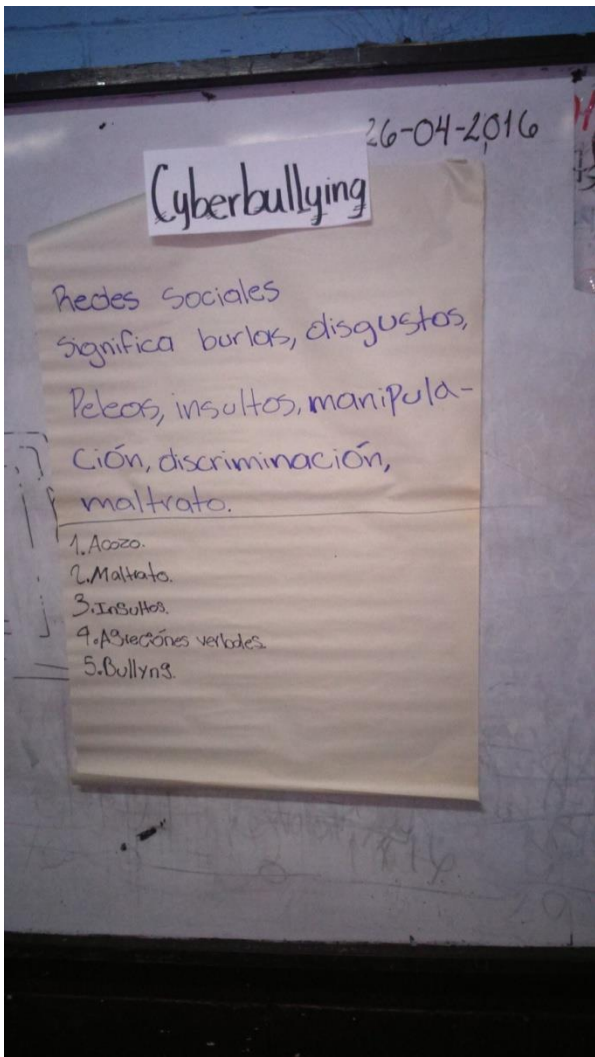 26-04-2016
Cyberbullying
Redes sociales
significa burlas, disgustos,
Peleas, insultos, manipula-
ción, discriminación,
maltrato.
1. Acozo.
2. Maltrato.
3. Insultos.
4. Agreciónes verbales.
5. Bullyng.